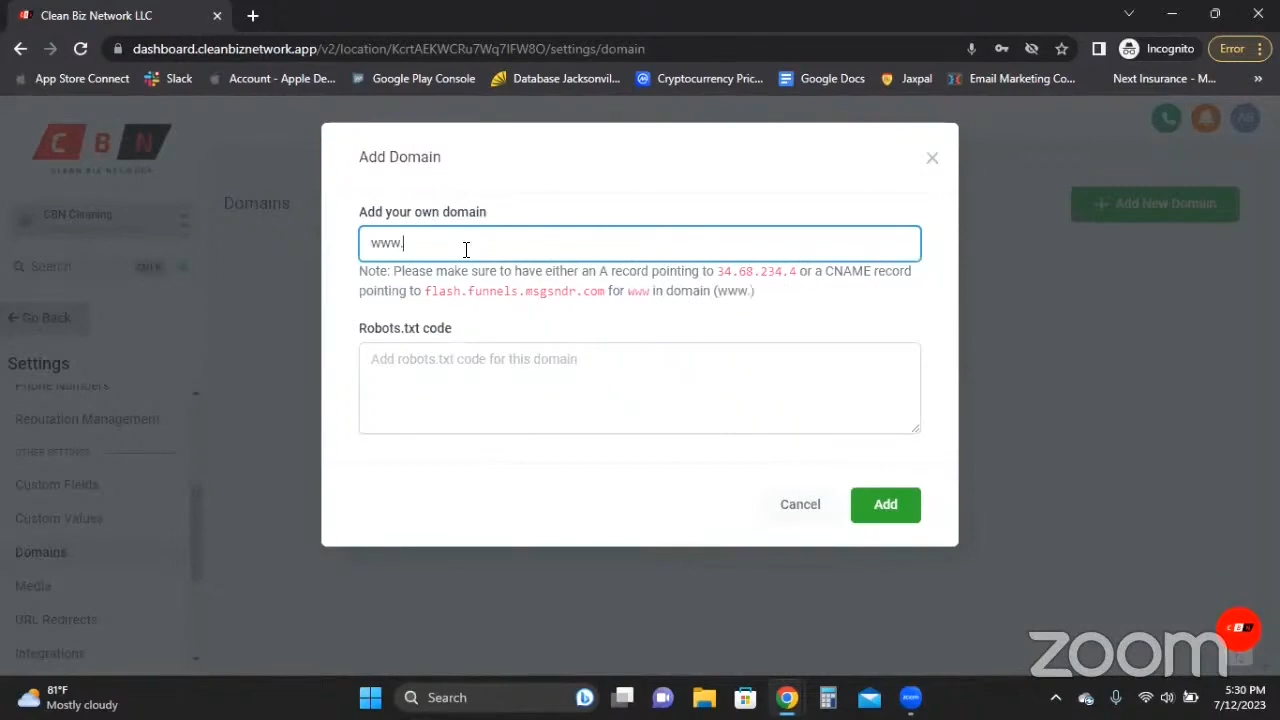 Clean Biz Network LLC
dashboard.cleanbiznetwork.app/v2/location/KcrtAEKWCRu7Wq7IFW8O/settings/domain
Incognito
Error
App Store Connect
Slack
Account - Apple De...
Google Play Console
Database Jacksonvil...
Cryptocurrency Pric...
Google Docs
Jaxpal
Email Marketing Co...
Next Insurance - M...
»
C B N
CLEAN BIZ NETWORK
CBN Cleaning
Search
Go Back
Settings
Phone Numbers
Reputation Management
OTHER SETTINGS
Custom Fields
Custom Values
Domains
Media
URL Redirects
Integrations
Domains
Add New Domain
Add Domain
Add your own domain
www.
Note: Please make sure to have either an A record pointing to 34.68.234.4 or a CNAME record
pointing to flash.funnels.msgsndr.com for www in domain (www.)
Robots.txt code
Add robots.txt code for this domain
Cancel
Add
CBN
zoom
81°F
Mostly cloudy
Search
zoom
5:30 PM
7/12/2023